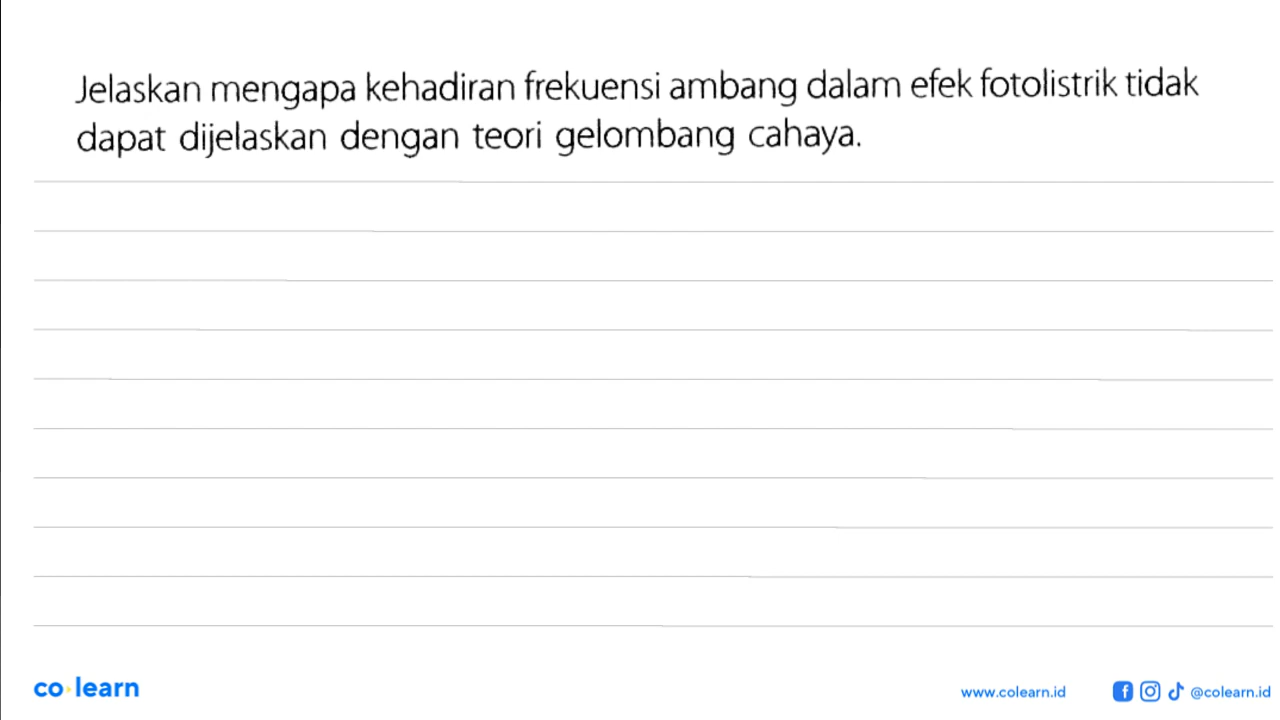 Jelaskan mengapa kehadiran frekuensi ambang dalam efek fotolistrik tidak
dapat dijelaskan dengan teori gelombang cahaya.
co learn
www.colearn.id
@colearn.id